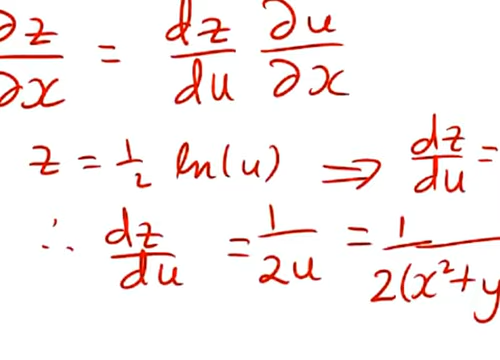 ∂z/∂x = dz/du ∂u/∂x
z = 1/2 ln(u) ⇒ dz/du =
∴ dz/du = 1/2u = 1/2(x²+y